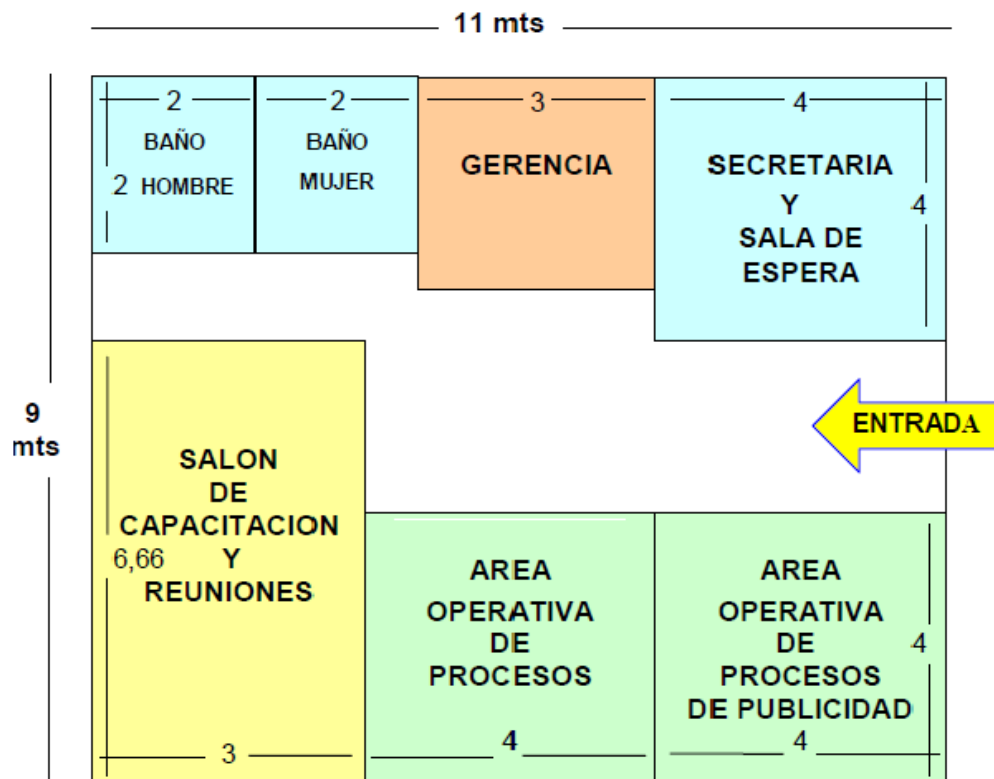 11 mts
2
BAÑO
2 HOMBRE
2
BAÑO
MUJER
3
GERENCIA
4
SECRETARIA
Y
4
SALA DE
ESPERA
9
mts
ENTRADA
SALON
DE
CAPACITACION
6,66 Y
REUNIONES
3
AREA
OPERATIVA
DE
PROCESOS
4
AREA
OPERATIVA
DE
4
PROCESOS
DE PUBLICIDAD
4